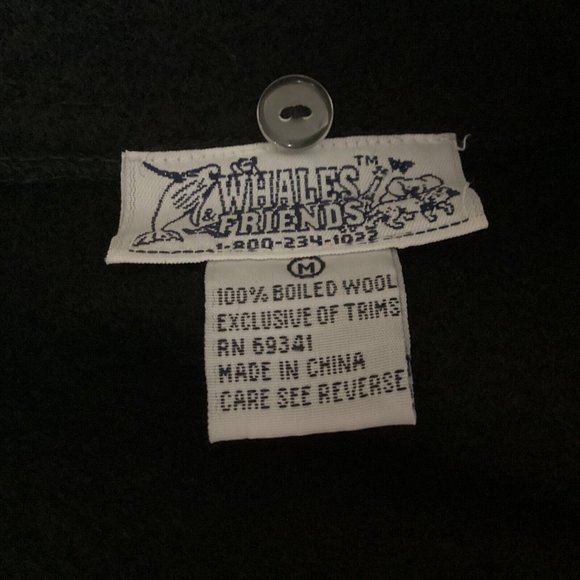 WHALES™
& FRIENDS
1-800-234-1022
M
100% BOILED WOOL
EXCLUSIVE OF TRIMS
RN 69341
MADE IN CHINA
CARE SEE REVERSE